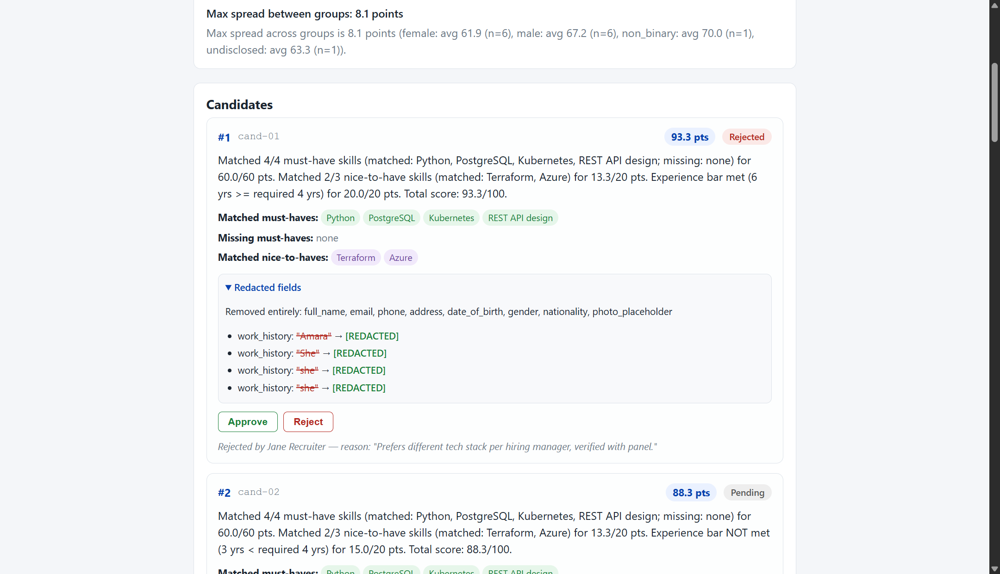 Max spread between groups: 8.1 points
Max spread across groups is 8.1 points (female: avg 61.9 (n=6), male: avg 67.2 (n=6), non_binary: avg 70.0 (n=1),
undisclosed: avg 63.3 (n=1)).
Candidates
#1 cand-01 93.3 pts Rejected
Matched 4/4 must-have skills (matched: Python, PostgreSQL, Kubernetes, REST API design; missing: none) for
60.0/60 pts. Matched 2/3 nice-to-have skills (matched: Terraform, Azure) for 13.3/20 pts. Experience bar met (6
yrs >= required 4 yrs) for 20.0/20 pts. Total score: 93.3/100.
Matched must-haves: Python PostgreSQL Kubernetes REST API design
Missing must-haves: none
Matched nice-to-haves: Terraform Azure
▼ Redacted fields
Removed entirely: full_name, email, phone, address, date_of_birth, gender, nationality, photo_placeholder
• work_history: "Amara" → [REDACTED]
• work_history: "She" → [REDACTED]
• work_history: "she" → [REDACTED]
• work_history: "she" → [REDACTED]
Approve Reject
Rejected by Jane Recruiter — reason: "Prefers different tech stack per hiring manager, verified with panel."
#2 cand-02 88.3 pts Pending
Matched 4/4 must-have skills (matched: Python, PostgreSQL, Kubernetes, REST API design; missing: none) for
60.0/60 pts. Matched 2/3 nice-to-have skills (matched: Terraform, Azure) for 13.3/20 pts. Experience bar NOT met
(3 yrs < required 4 yrs) for 15.0/20 pts. Total score: 88.3/100.
Matched must-haves: Python PostgreSQL Kubernetes REST API design